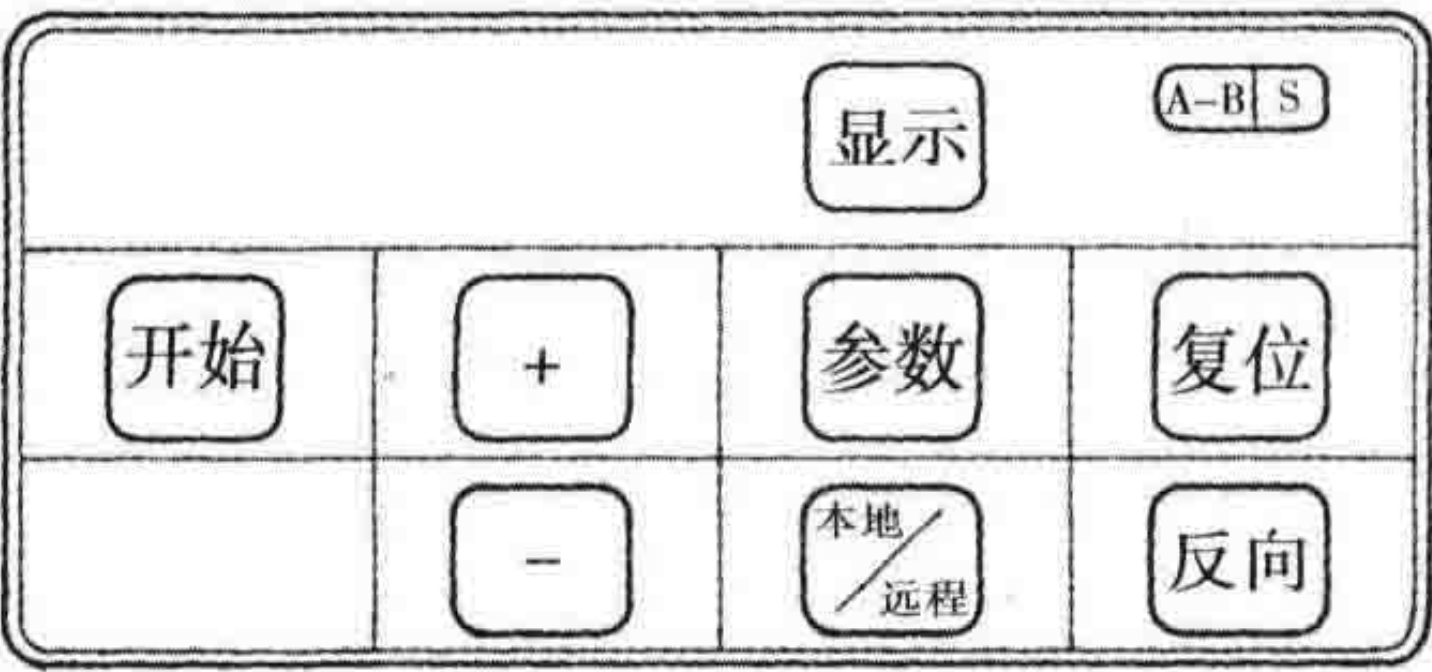 显示 A-B S
开始 + 参数 复位
- 本地/远程 反向